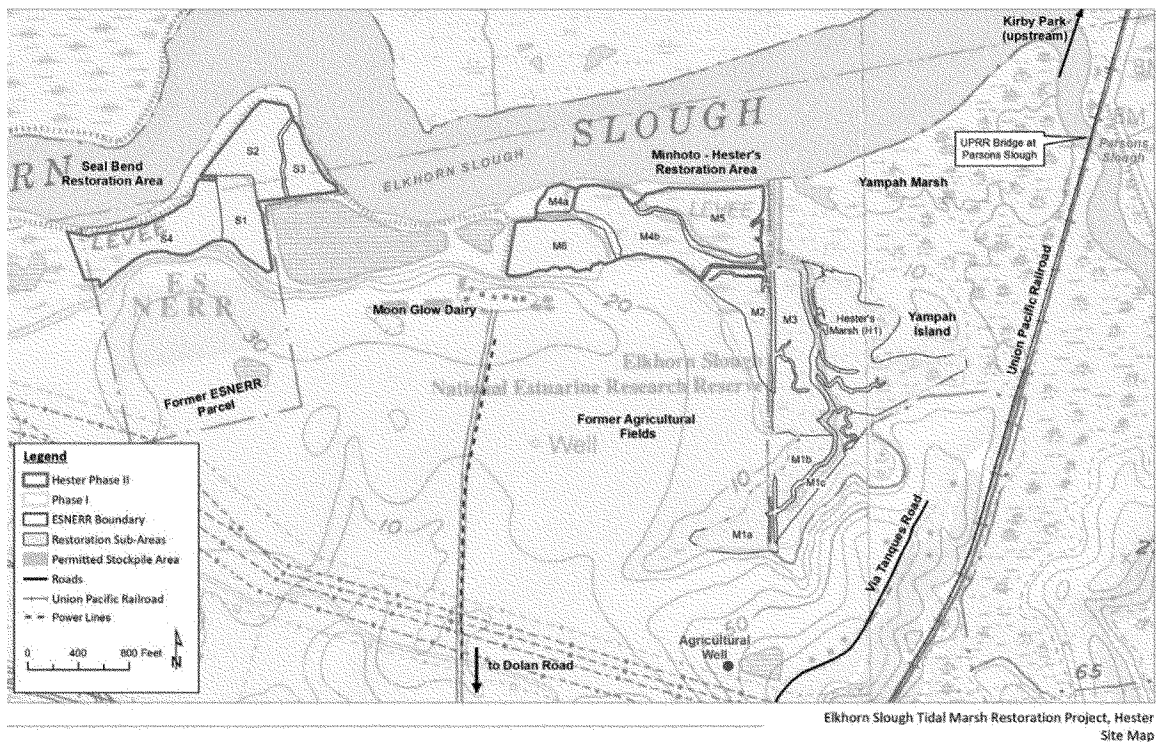 Kirby Park
(upstream)
SLOUGH
ELKHORN SLOUGH
RN
UPRR Bridge at
Parsons Slough
Parsons
Slough
Seal Bend
Restoration Area
Minhoto - Hester's
Restoration Area
Yampah Marsh
S2
S3
S1
S4
LEVEE
M4a
M5
LEVEE
M4b
M6
ES
NERR
Moon Glow Dairy
20
10
M2
M3
Hester's
Marsh (H1)
Yampah
Island
Union Pacific Railroad
30
Elkhorn Slough
National Estuarine Research Reserve
Former ESNERR
Parcel
Former Agricultural
Fields
Well
M1b
M1c
10
10
M1a
Via Tanques Road
Legend
Hester Phase II
Phase I
ESNERR Boundary
Restoration Sub-Areas
Permitted Stockpile Area
Roads
Union Pacific Railroad
Power Lines
0 400 800 Feet
N
to Dolan Road
Agricultural
Well
65
Elkhorn Slough Tidal Marsh Restoration Project, Hester
Site Map